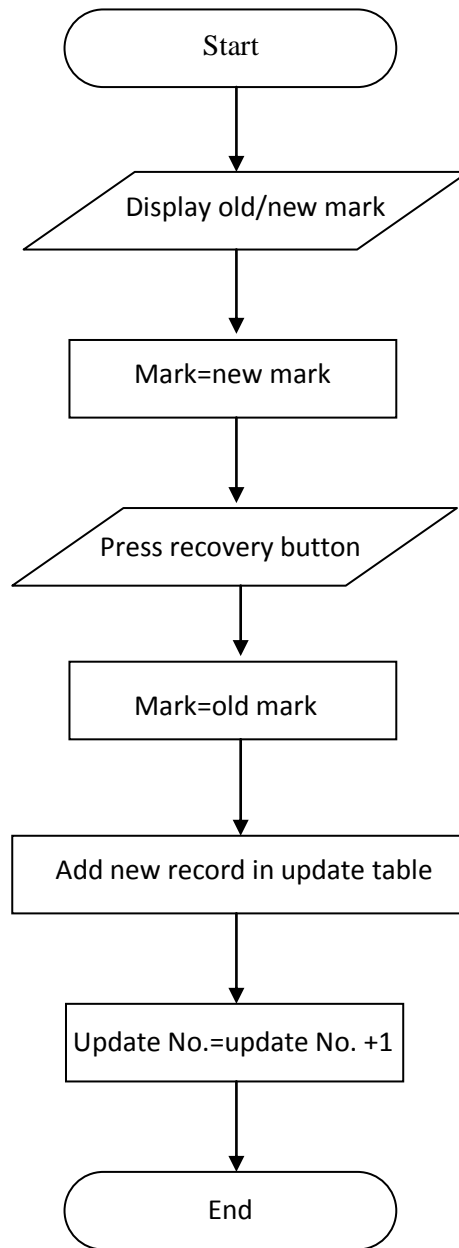 Start
Display old/new mark
Mark=new mark
Press recovery button
Mark=old mark
Add new record in update table
Update No.=update No. +1
End